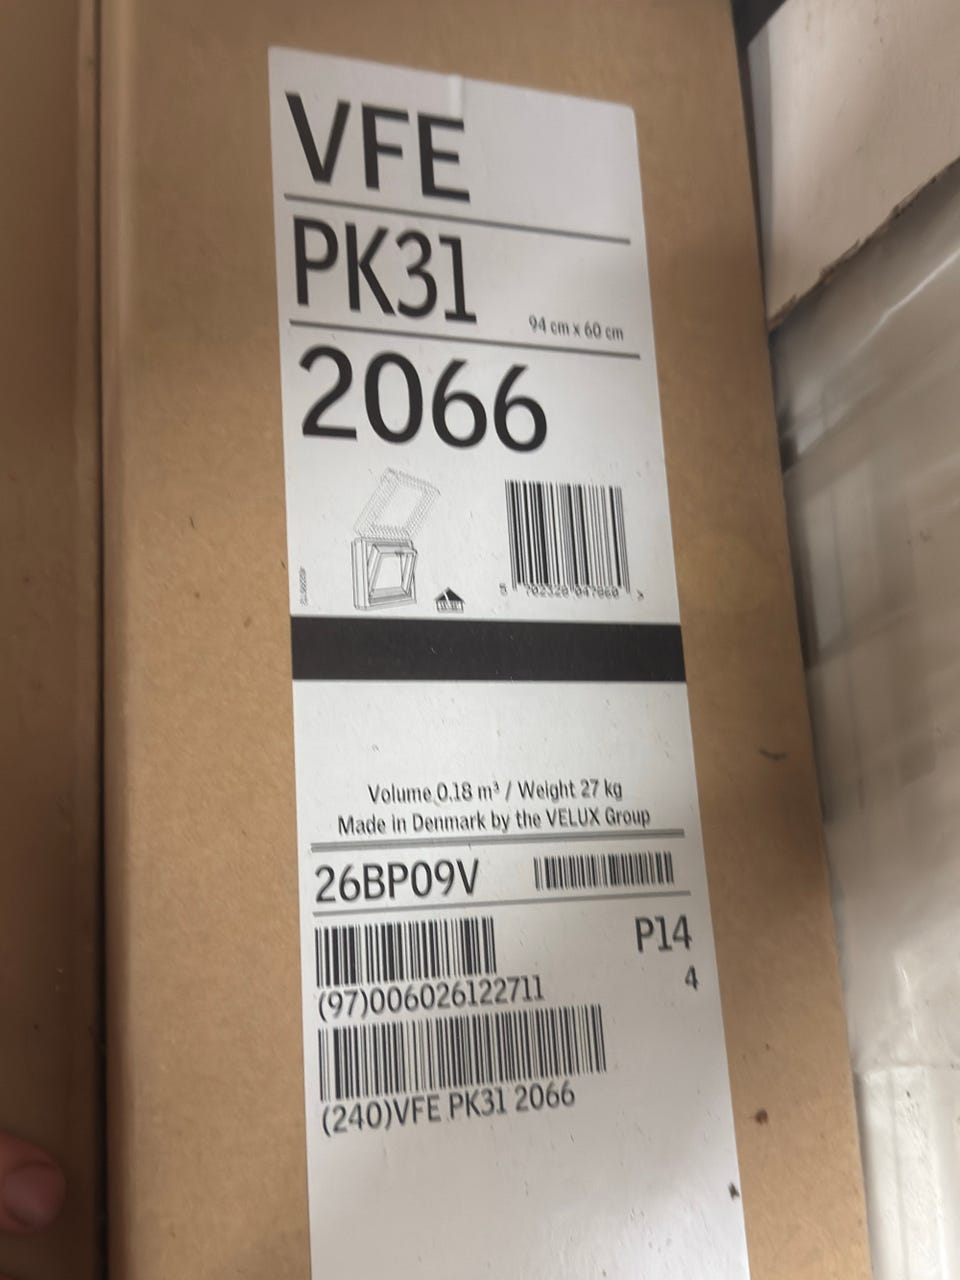 VFE
PK31
94 cm x 60 cm
2066
Volume 0.18 m³ / Weight 27 kg
Made in Denmark by the VELUX Group
26BP09V
P14
4
(97)006026122711
(240)VFE PK31 2066